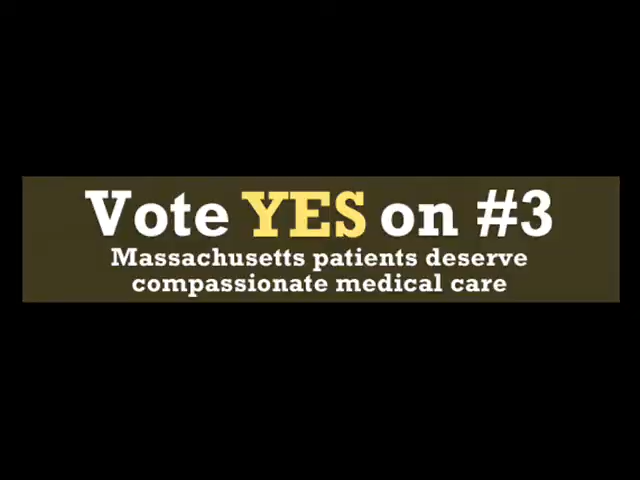 Vote YES on #3
Massachusetts patients deserve
compassionate medical care